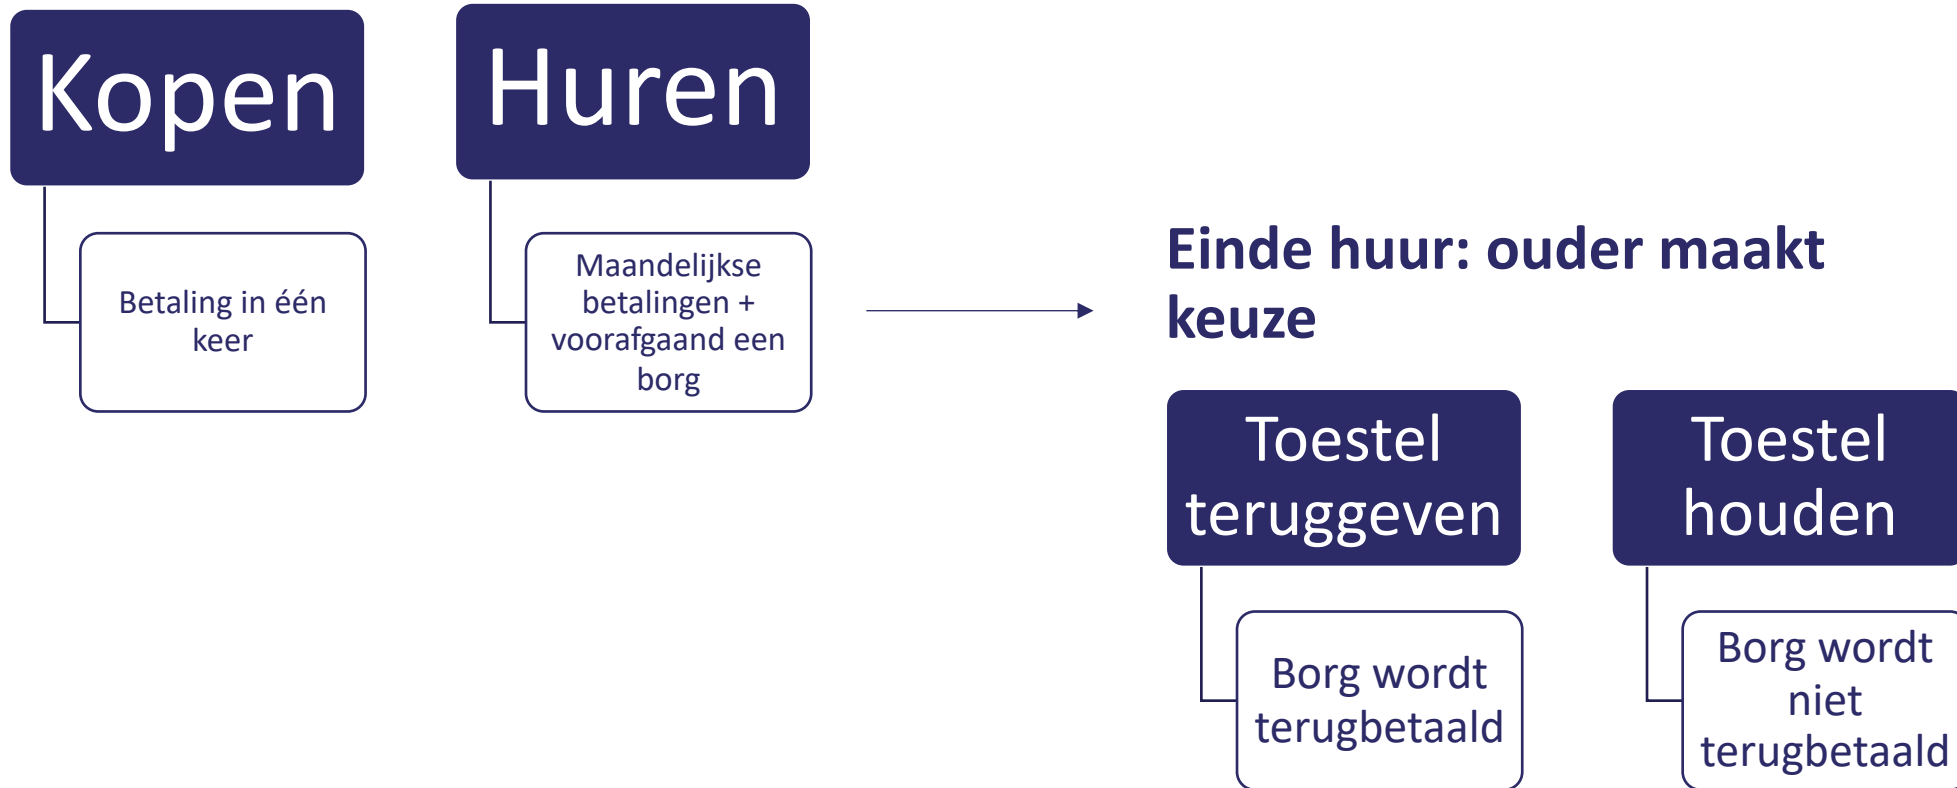 Kopen
Betaling in één
keer
Huren
Maandelijkse
betalingen +
voorafgaand een
borg
Einde huur: ouder maakt
keuze
Toestel
teruggeven
Borg wordt
terugbetaald
Toestel
houden
Borg wordt
niet
terugbetaald